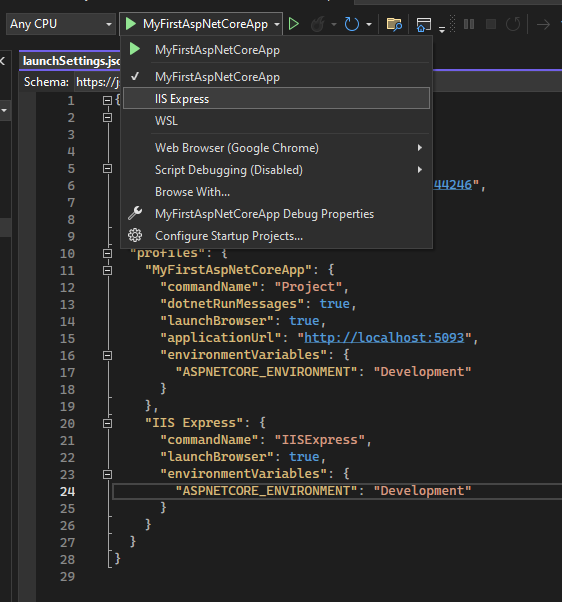 Any CPU
MyFirstAspNetCoreApp
launchSettings.jso
MyFirstAspNetCoreApp
Schema: https://j
MyFirstAspNetCoreApp
IIS Express
WSL
Web Browser (Google Chrome)
Script Debugging (Disabled)
Browse With...
MyFirstAspNetCoreApp Debug Properties
Configure Startup Projects...
1 {
2
3
4
5
6 44246",
7
8
9
10 "profiles": {
11 "MyFirstAspNetCoreApp": {
12 "commandName": "Project",
13 "dotnetRunMessages": true,
14 "launchBrowser": true,
15 "applicationUrl": "http://localhost:5093",
16 "environmentVariables": {
17 "ASPNETCORE_ENVIRONMENT": "Development"
18 }
19 },
20 "IIS Express": {
21 "commandName": "IISExpress",
22 "launchBrowser": true,
23 "environmentVariables": {
24 "ASPNETCORE_ENVIRONMENT": "Development"
25 }
26 }
27 }
28 }
29